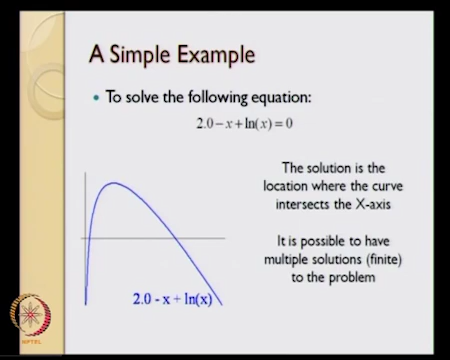 A Simple Example
• To solve the following equation:
2.0 – x + ln(x) = 0
The solution is the
location where the curve
intersects the X-axis
It is possible to have
multiple solutions (finite)
to the problem
2.0 - x + ln(x)
NPTEL